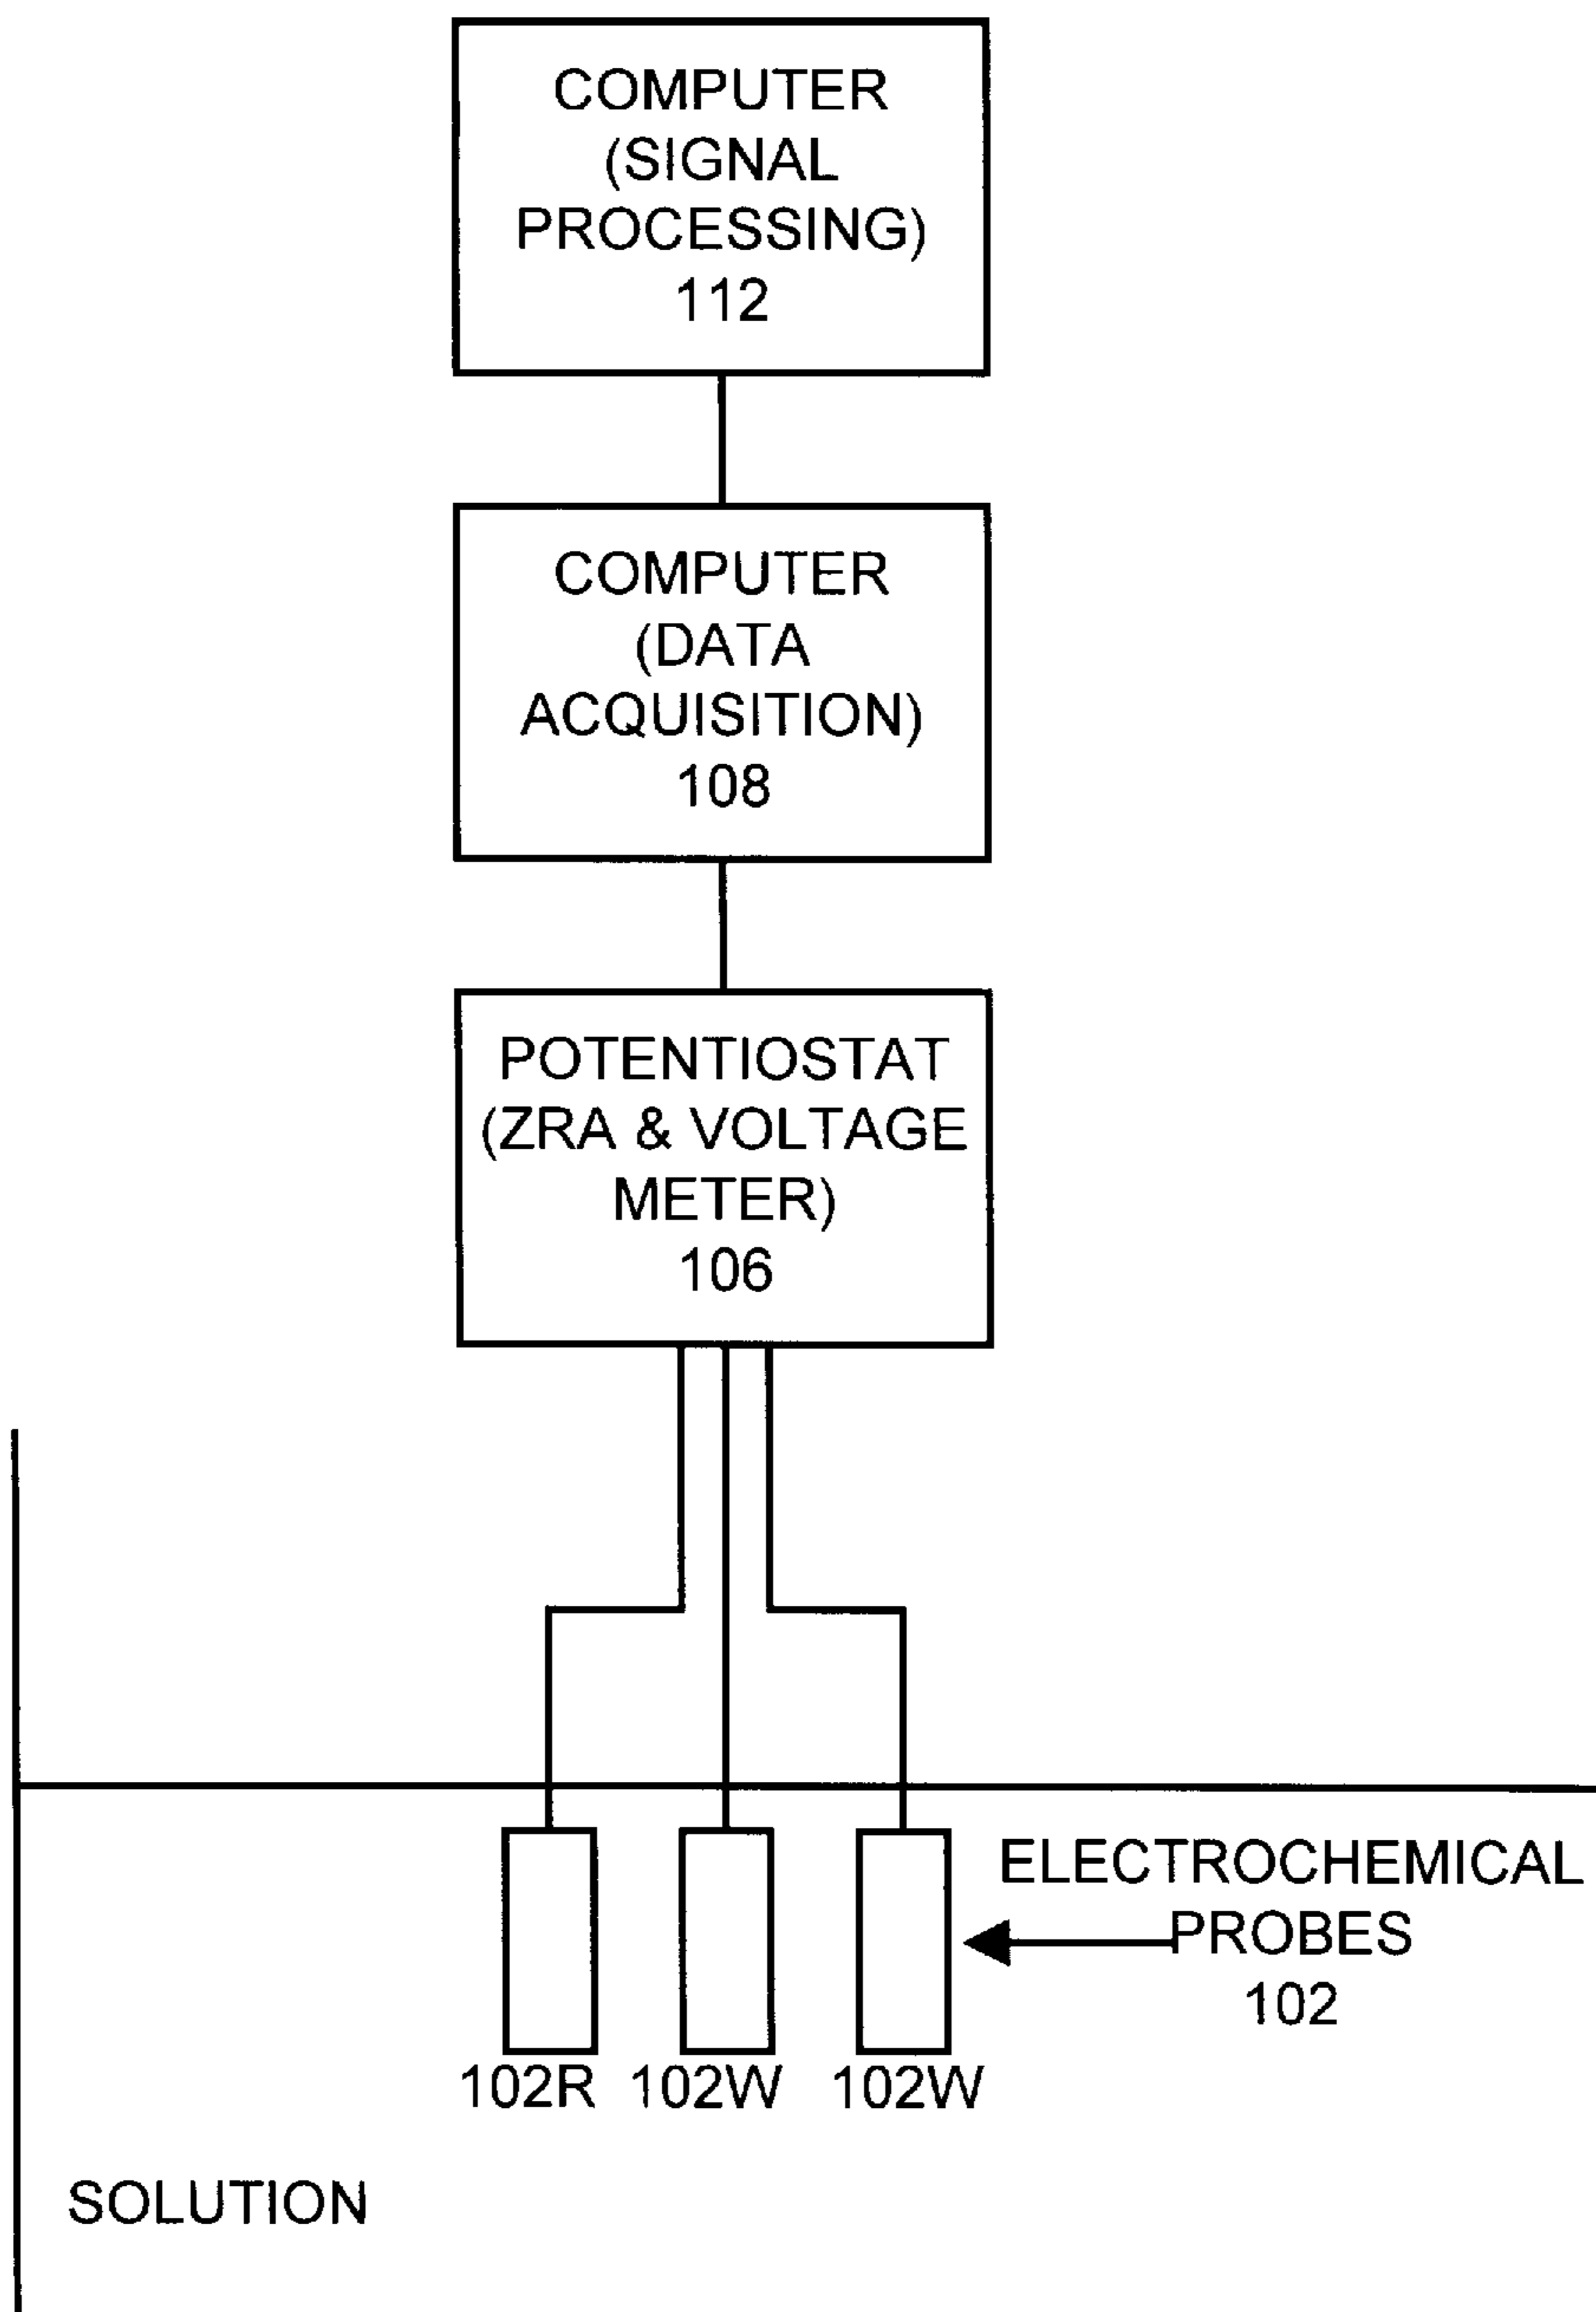 COMPUTER
(SIGNAL
PROCESSING)
112
COMPUTER
(DATA
ACQUISITION)
108
POTENTIOSTAT
(ZRA & VOLTAGE
METER)
106
ELECTROCHEMICAL
PROBES
102
102R 102W 102W
SOLUTION